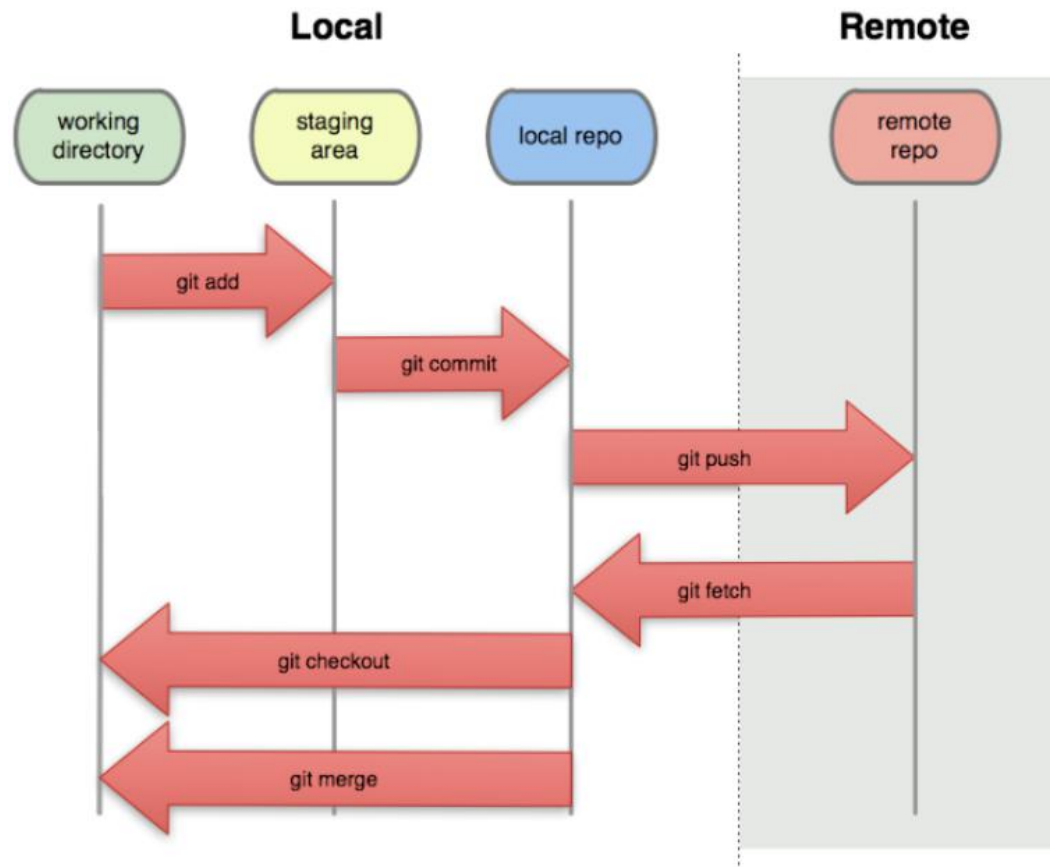 Local
Remote
working
directory
staging
area
local repo
remote
repo
git add
git commit
git push
git fetch
git checkout
git merge